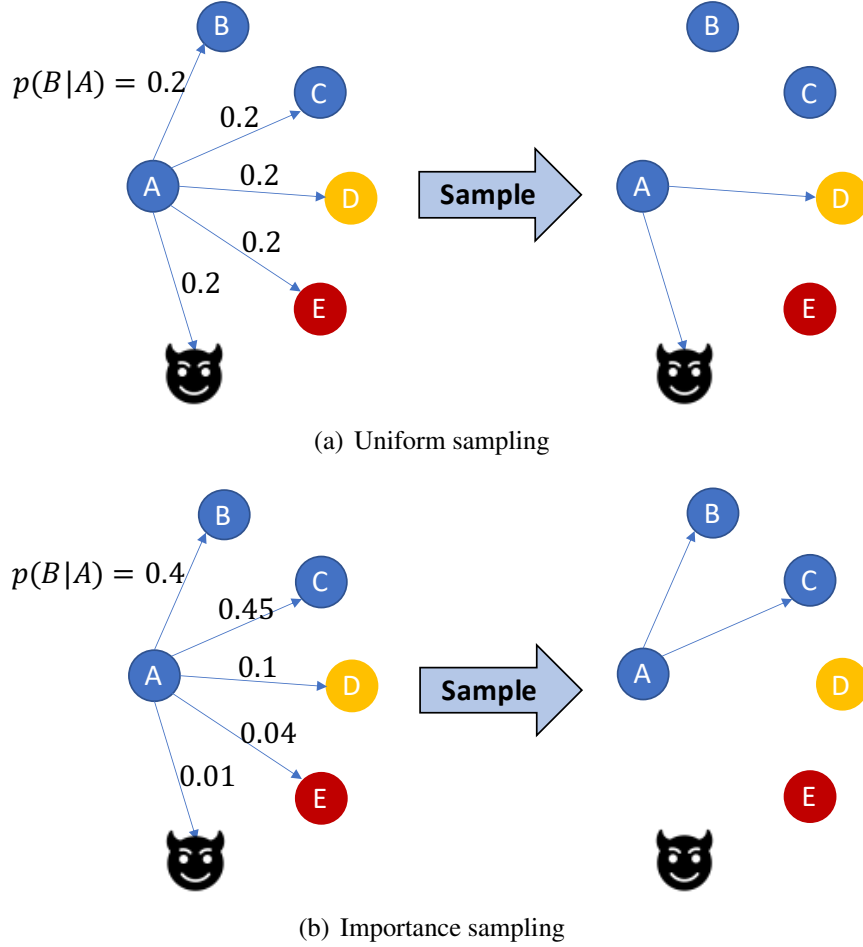 B
p(B|A) = 0.2
C
0.2
A
0.2
D
0.2
E
0.2
Sample
B
C
A
D
E
(a) Uniform sampling
B
p(B|A) = 0.4
C
0.45
A
0.1
D
0.04
0.01
E
Sample
B
C
A
D
E
(b) Importance sampling